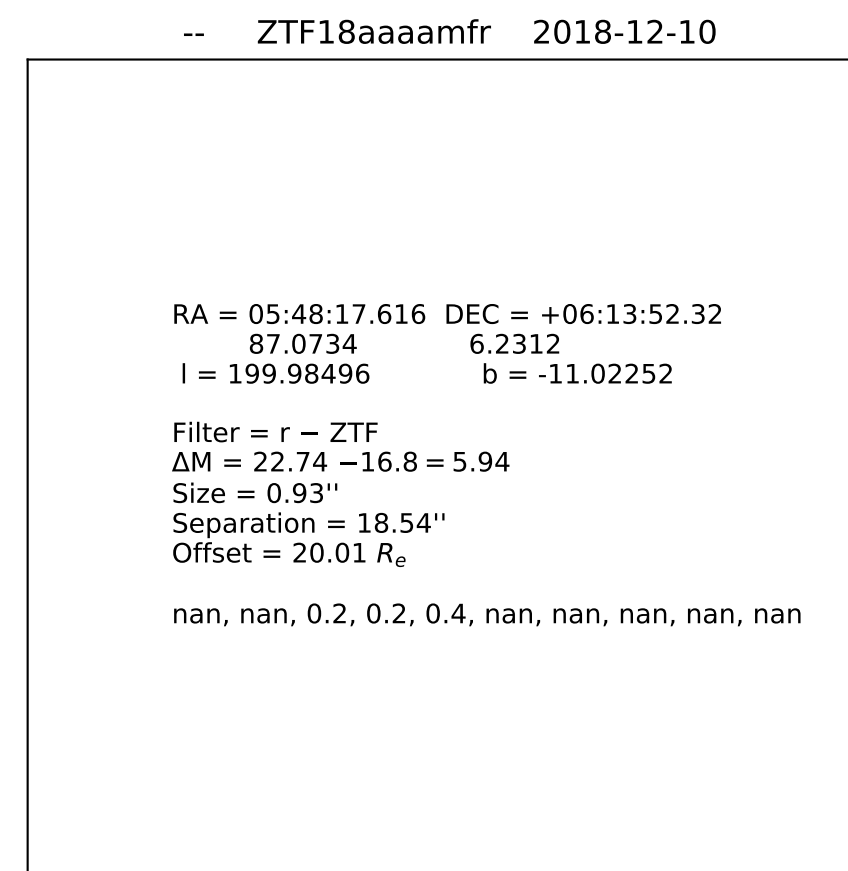 -- ZTF18aaaamfr 2018-12-10
RA = 05:48:17.616 DEC = +06:13:52.32
87.0734 6.2312
l = 199.98496 b = -11.02252
Filter = r − ZTF
ΔM = 22.74 −16.8 = 5.94
Size = 0.93''
Separation = 18.54''
Offset = 20.01 Rₑ
nan, nan, 0.2, 0.2, 0.4, nan, nan, nan, nan, nan